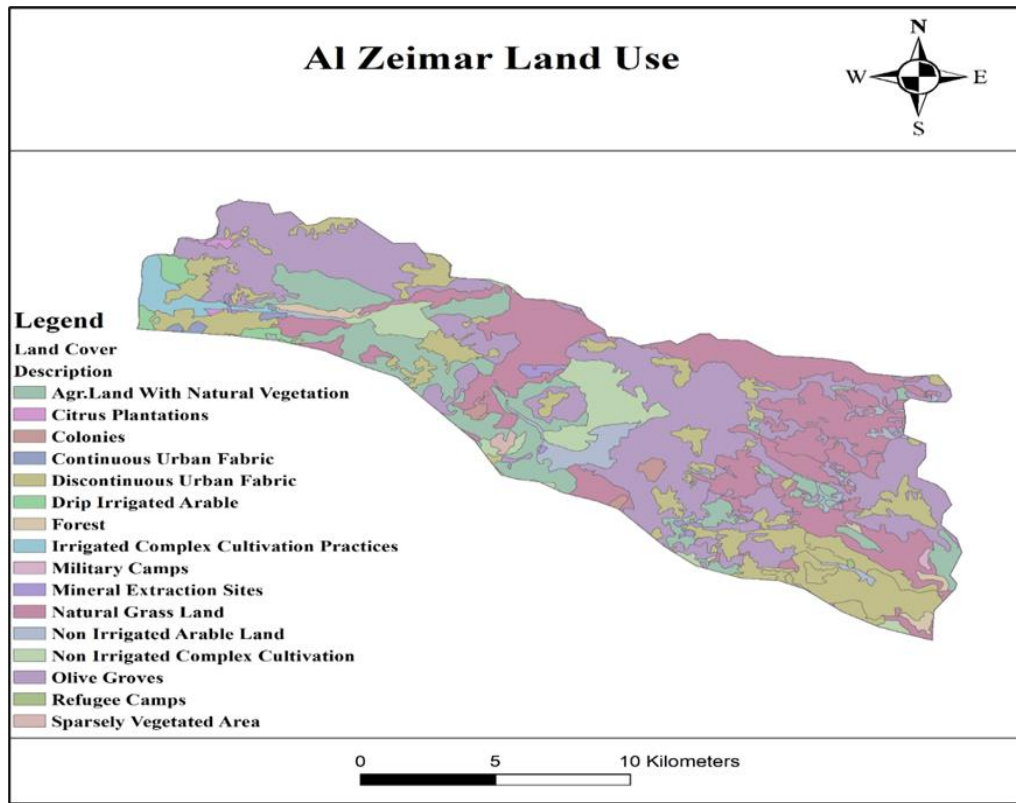 Al Zeimar Land Use
N
W E
S
Legend
Land Cover
Description
Agr.Land With Natural Vegetation
Citrus Plantations
Colonies
Continuous Urban Fabric
Discontinuous Urban Fabric
Drip Irrigated Arable
Forest
Irrigated Complex Cultivation Practices
Military Camps
Mineral Extraction Sites
Natural Grass Land
Non Irrigated Arable Land
Non Irrigated Complex Cultivation
Olive Groves
Refugee Camps
Sparsely Vegetated Area
0 5 10 Kilometers